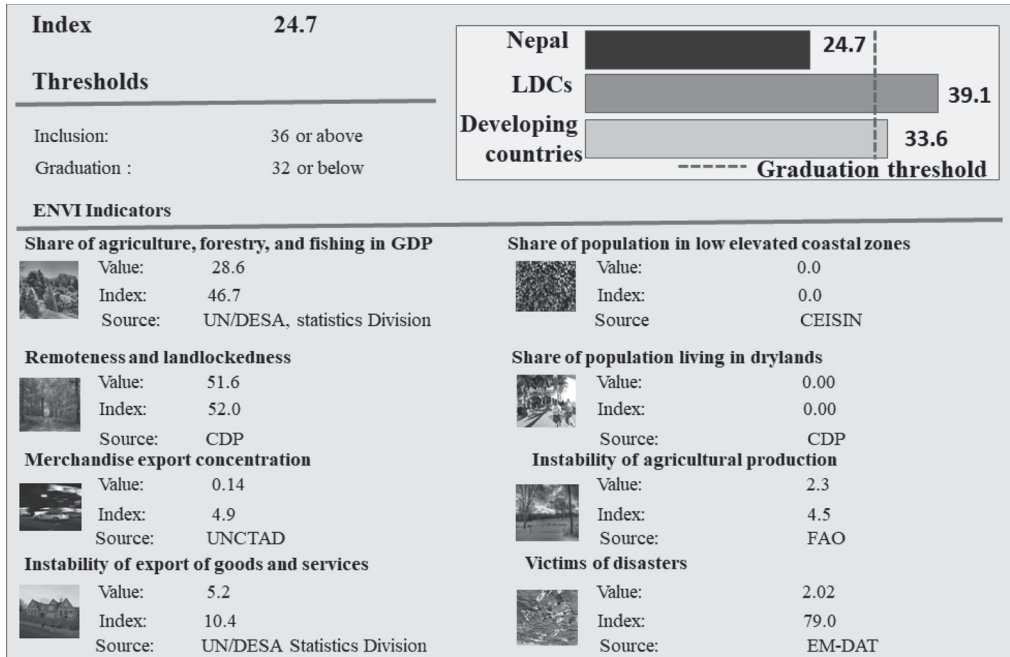 Index 24.7
Thresholds
Inclusion: 36 or above
Graduation : 32 or below
Nepal 24.7
LDCs 39.1
Developing
countries 33.6
Graduation threshold
ENVI Indicators
Share of agriculture, forestry, and fishing in GDP
Value: 28.6
Index: 46.7
Source: UN/DESA, statistics Division
Share of population in low elevated coastal zones
Value: 0.0
Index: 0.0
Source CEISIN
Remoteness and landlockedness
Value: 51.6
Index: 52.0
Source: CDP
Share of population living in drylands
Value: 0.00
Index: 0.00
Source: CDP
Merchandise export concentration
Value: 0.14
Index: 4.9
Source: UNCTAD
Instability of agricultural production
Value: 2.3
Index: 4.5
Source: FAO
Instability of export of goods and services
Value: 5.2
Index: 10.4
Source: UN/DESA Statistics Division
Victims of disasters
Value: 2.02
Index: 79.0
Source: EM-DAT